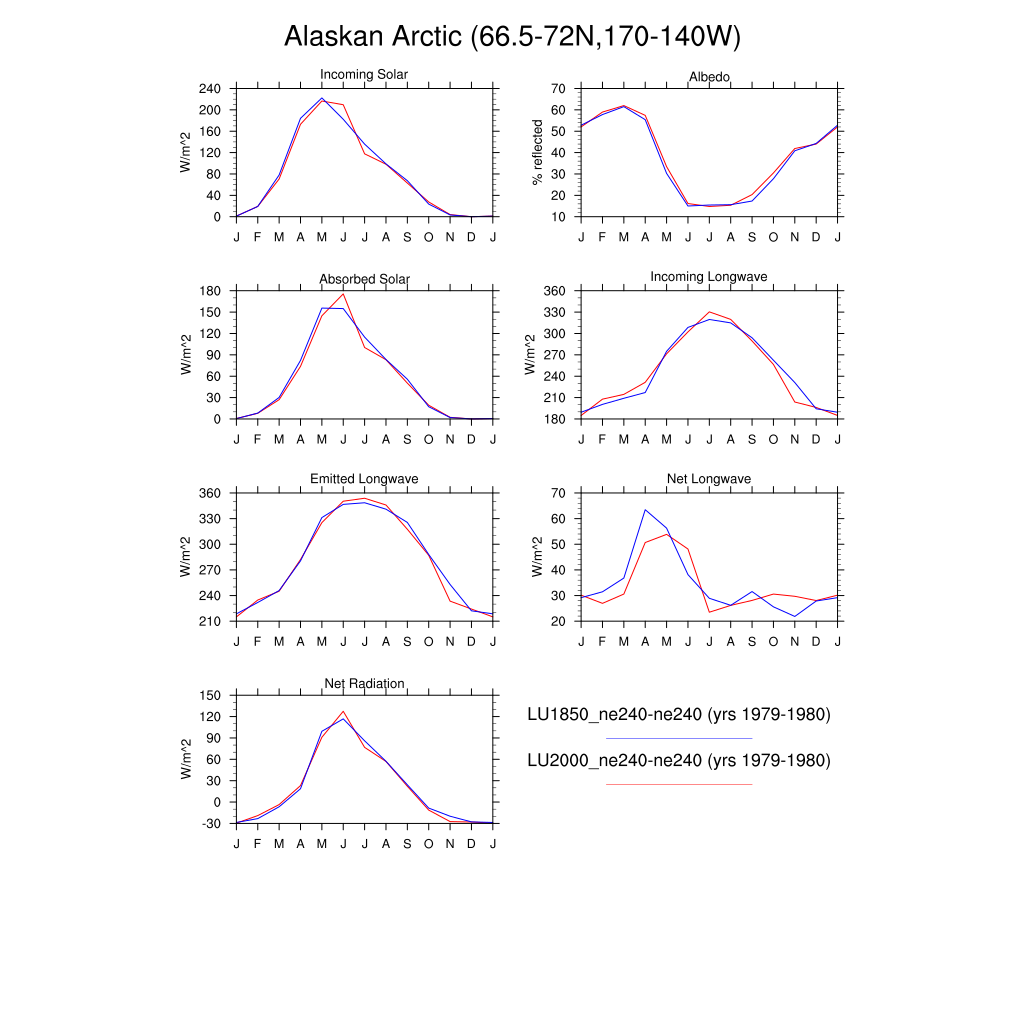 Alaskan Arctic (66.5-72N,170-140W)
Incoming Solar
W/m^2
240
200
160
120
80
40
0
J F M A M J J A S O N D J
Albedo
% reflected
70
60
50
40
30
20
10
J F M A M J J A S O N D J
Absorbed Solar
W/m^2
180
150
120
90
60
30
0
J F M A M J J A S O N D J
Incoming Longwave
W/m^2
360
330
300
270
240
210
180
J F M A M J J A S O N D J
Emitted Longwave
W/m^2
360
330
300
270
240
210
J F M A M J J A S O N D J
Net Longwave
W/m^2
70
60
50
40
30
20
J F M A M J J A S O N D J
Net Radiation
W/m^2
150
120
90
60
30
0
-30
J F M A M J J A S O N D J
LU1850_ne240-ne240 (yrs 1979-1980)
LU2000_ne240-ne240 (yrs 1979-1980)